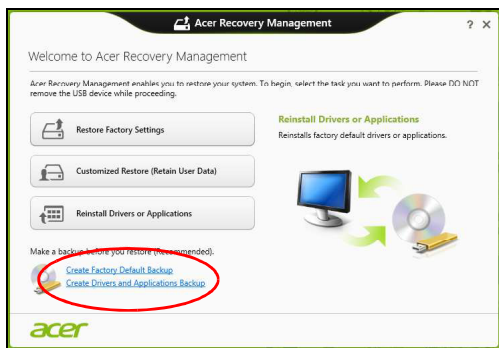 Acer Recovery Management
? ×
Welcome to Acer Recovery Management
Acer Recovery Management enables you to restore your system. To begin, select the task you want to perform. Please DO NOT
remove the USB device while proceeding.
Restore Factory Settings
Customized Restore (Retain User Data)
Reinstall Drivers or Applications
Reinstall Drivers or Applications
Reinstalls factory default drivers or applications.
Make a backup before you restore (Recommended).
Create Factory Default Backup
Create Drivers and Applications Backup
acer